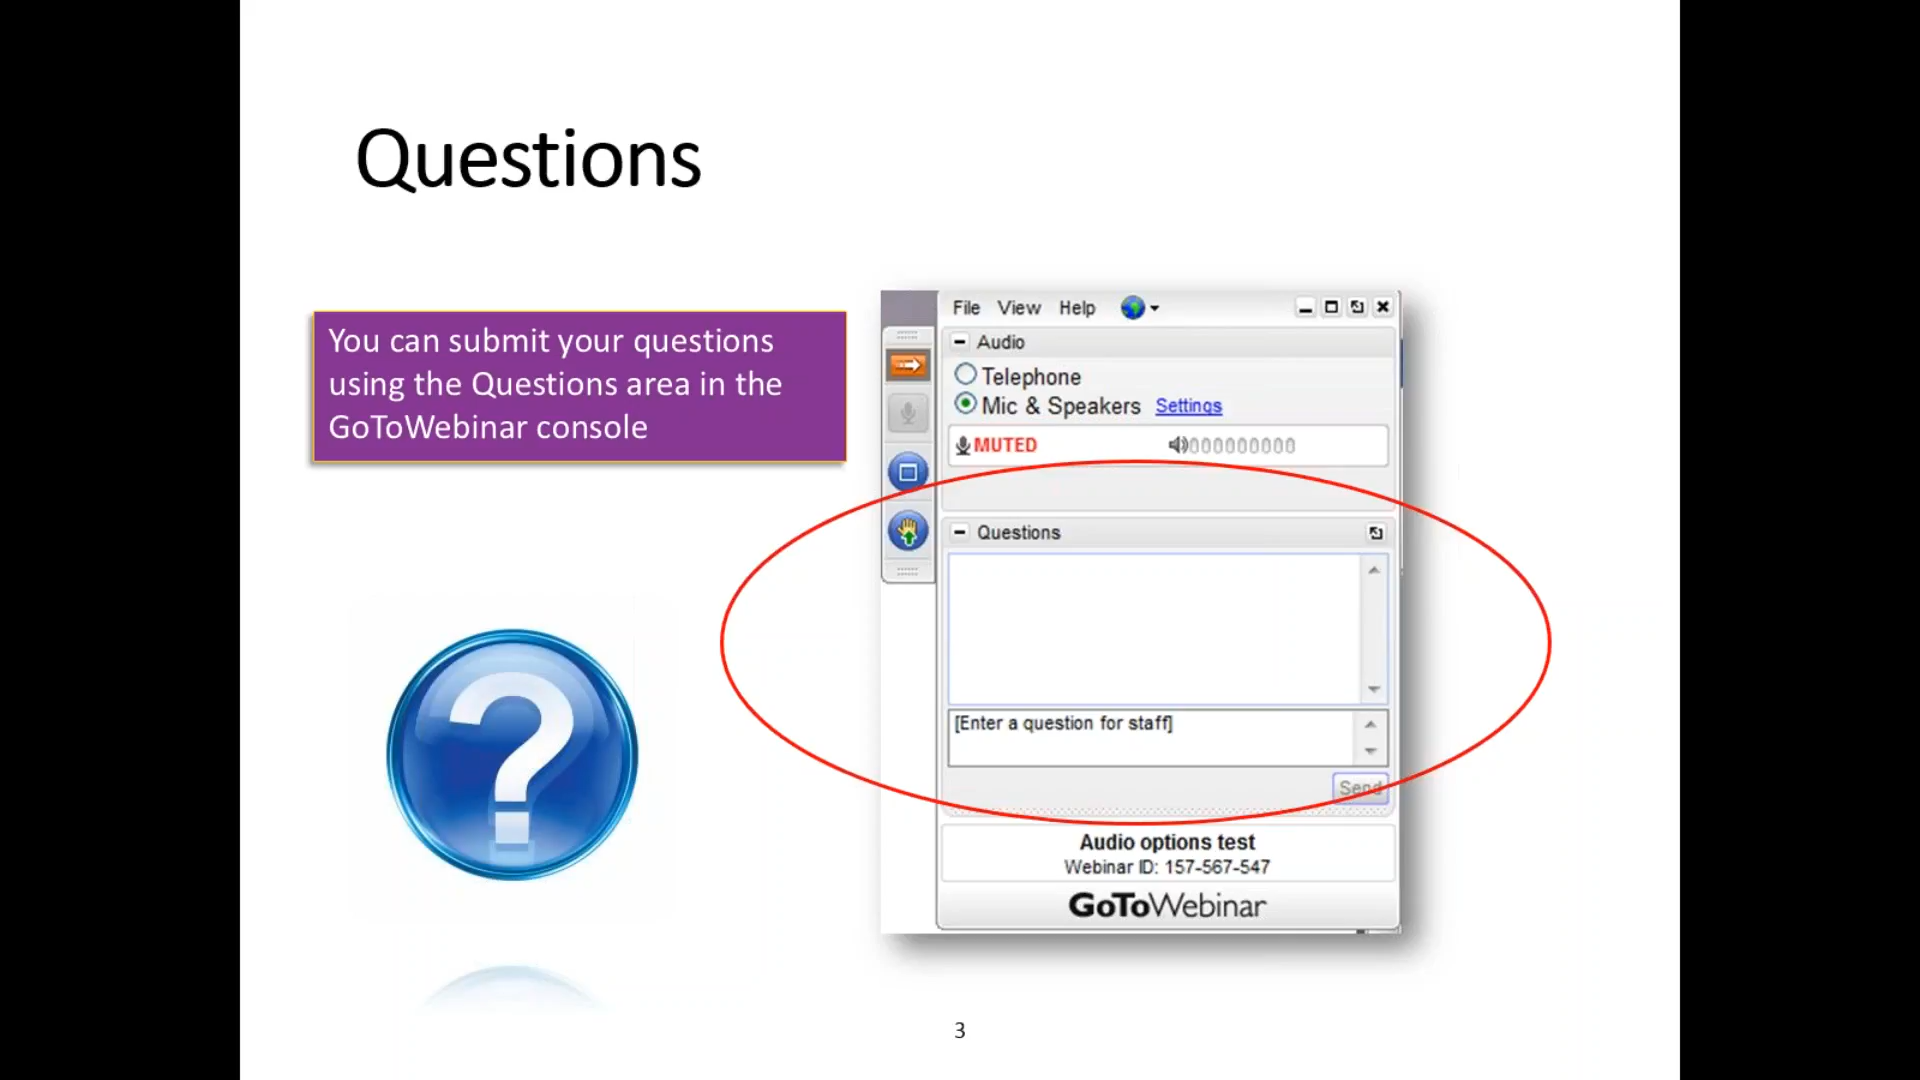 Questions
You can submit your questions
using the Questions area in the
GoToWebinar console
File View Help
Audio
Telephone
Mic & Speakers Settings
MUTED
Questions
[Enter a question for staff]
Send
Audio options test
Webinar ID: 157-567-547
GoToWebinar
3